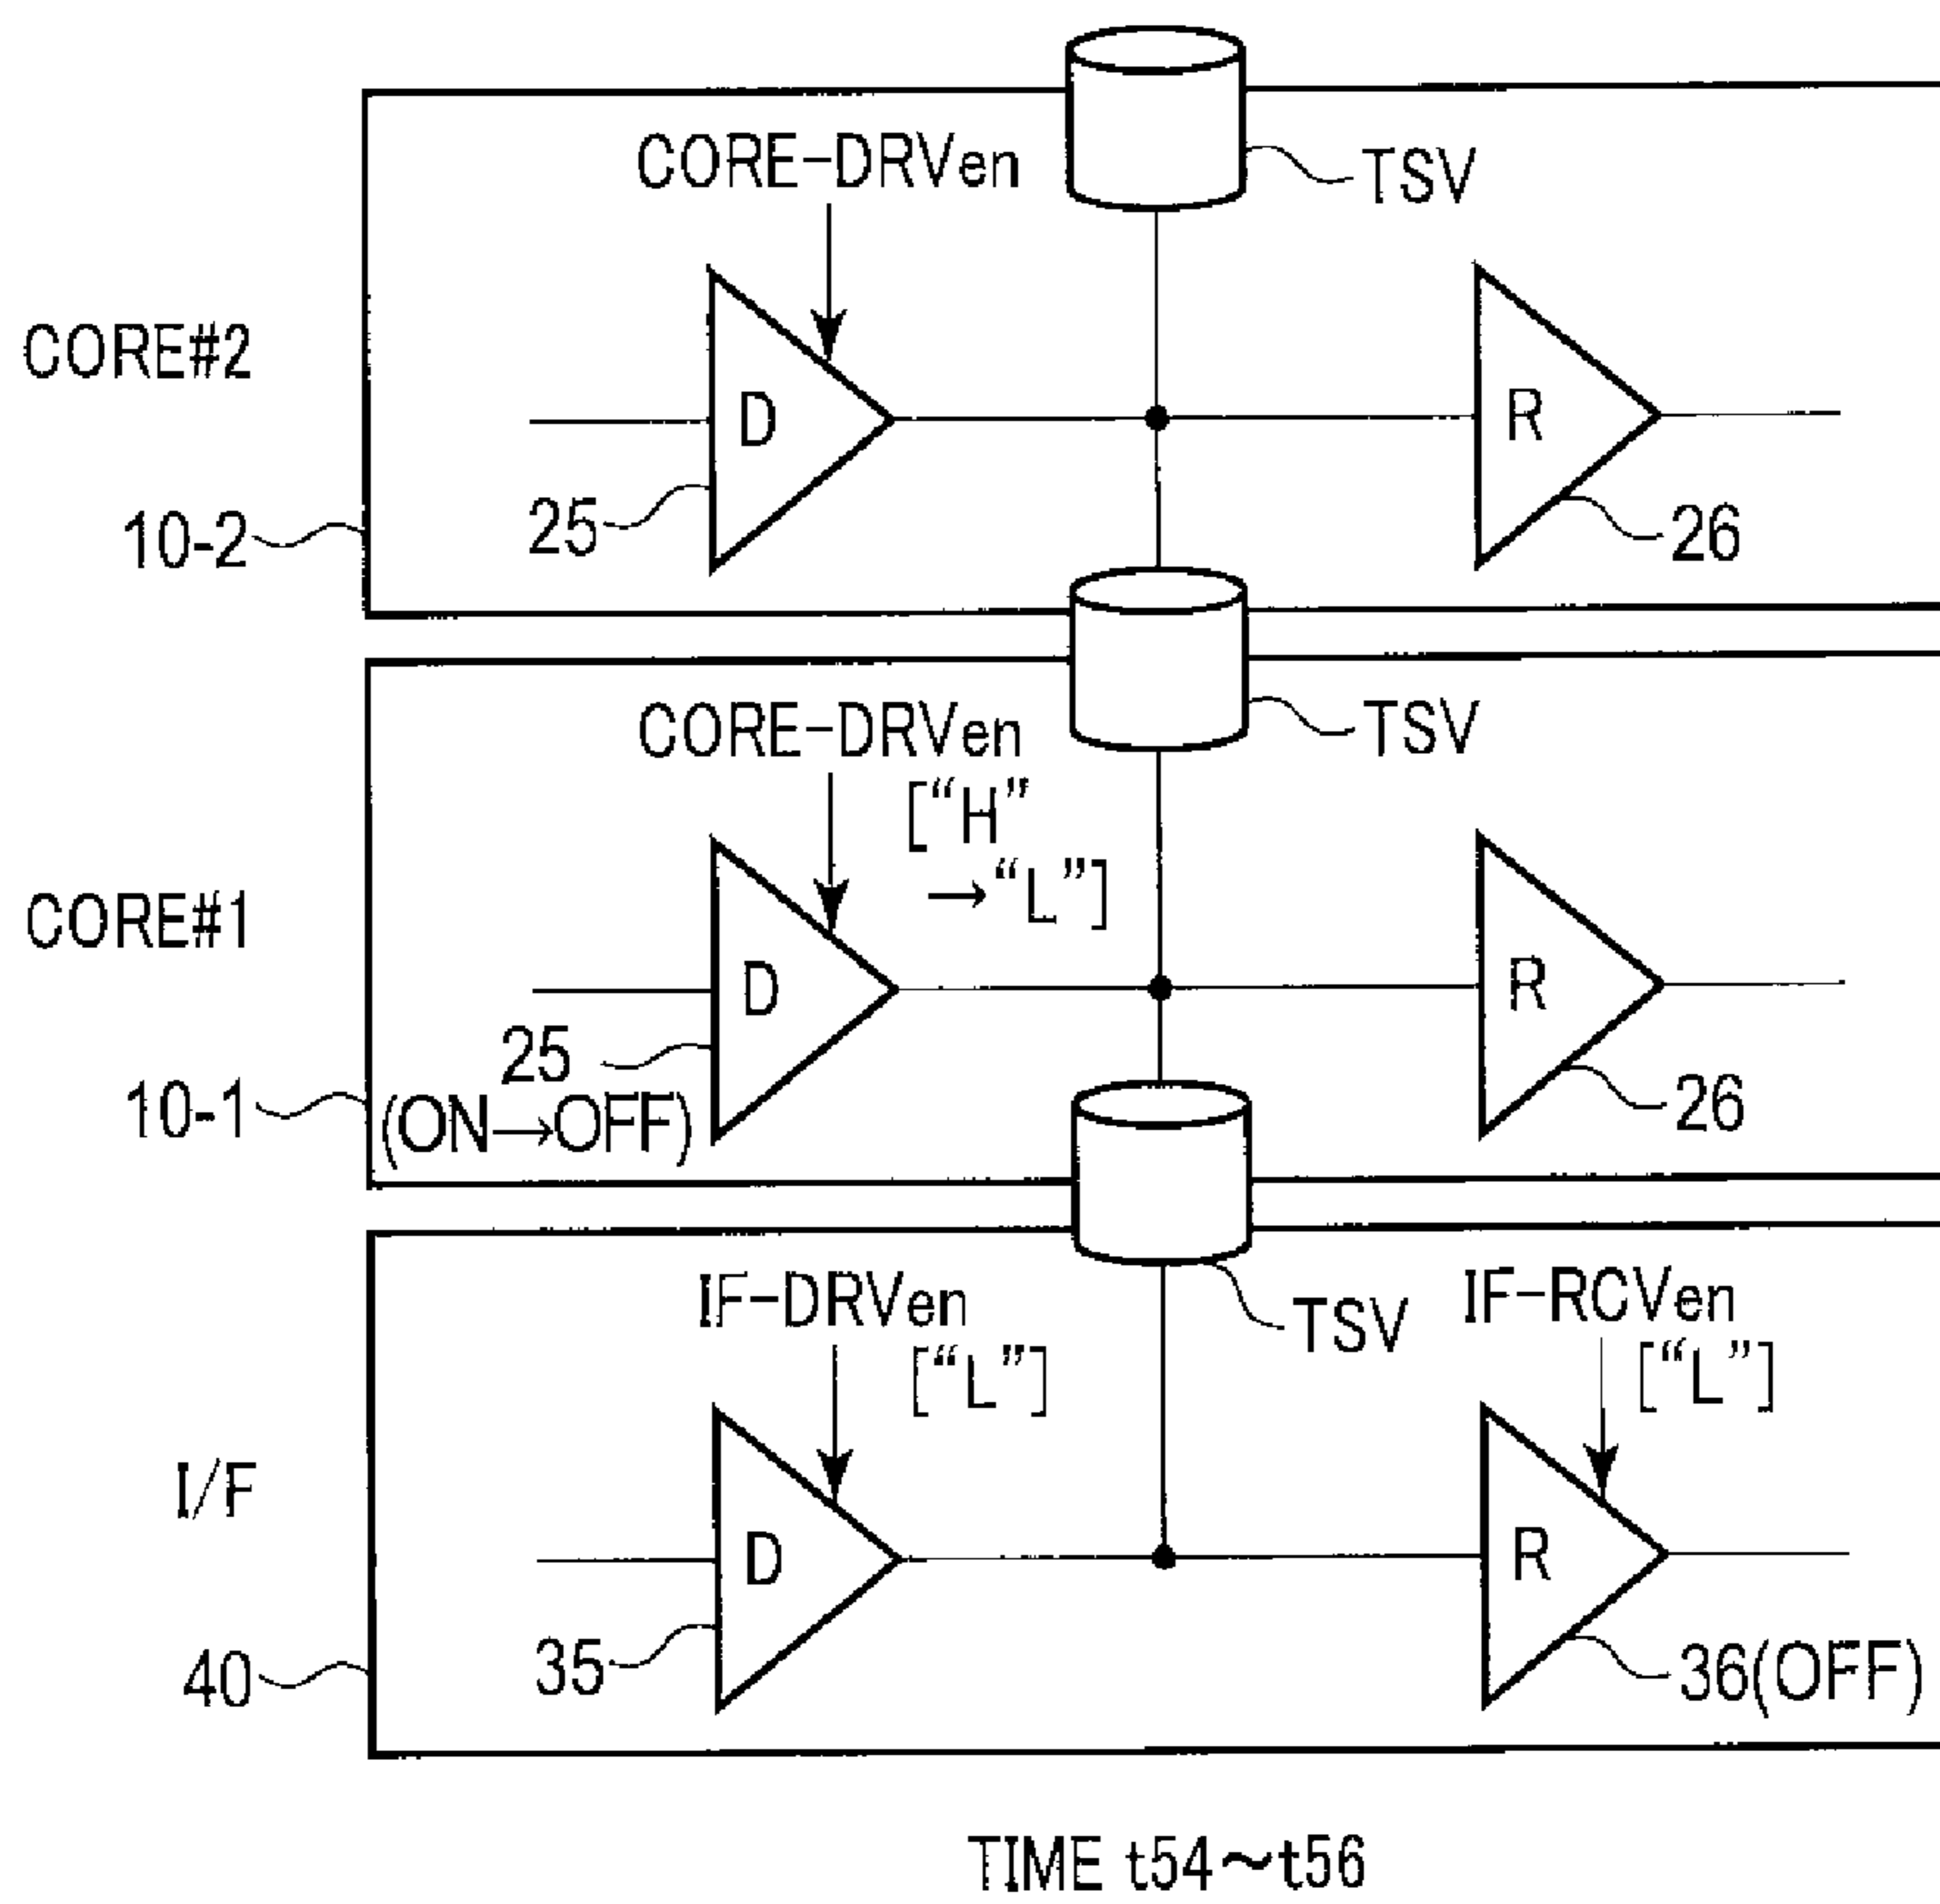 CORE-DRVen
TSV
CORE#2
D
R
25
26
10-2
CORE-DRVen
TSV
["H"
→"L"]
CORE#1
D
R
25
26
10-1
(ON→OFF)
IF-DRVen
TSV
IF-RCVen
["L"]
["L"]
I/F
D
R
35
36(OFF)
40
TIME t54~t56